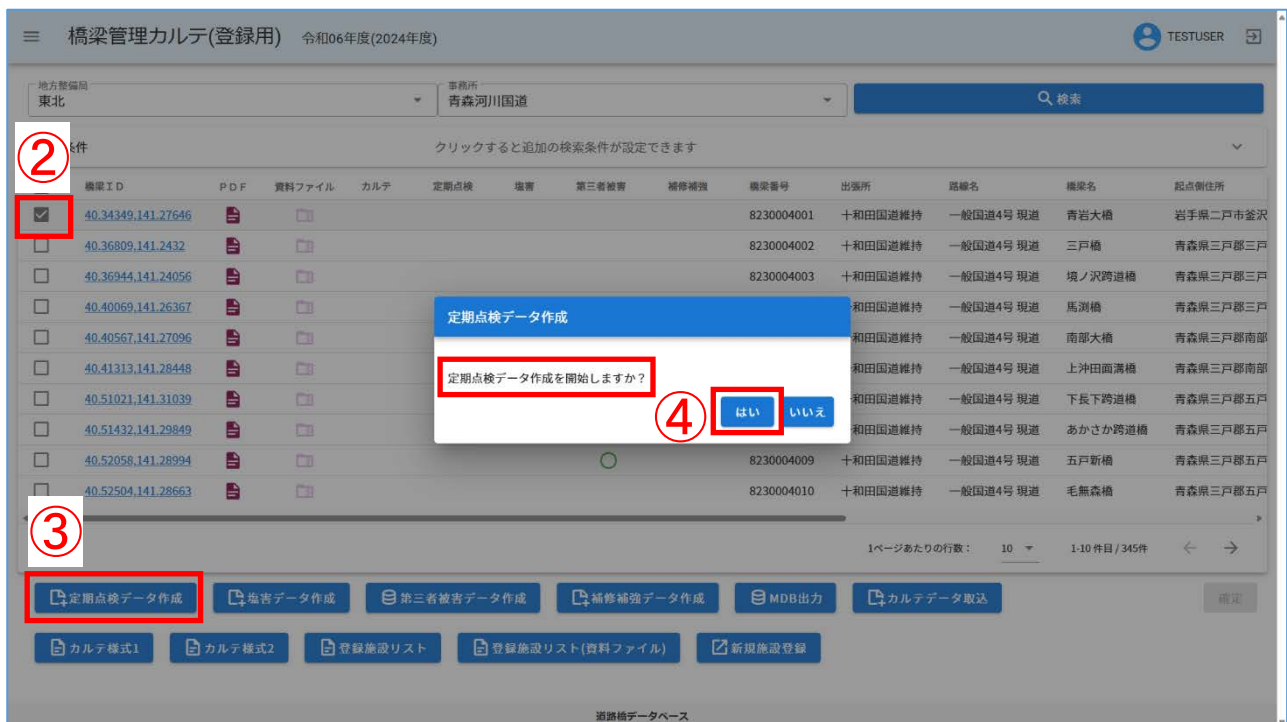 橋梁管理カルテ(登録用) 令和06年度(2024年度) TESTUSER
地方整備局 事務所
東北 青森河川国道 検索
② 条件 クリックすると追加の検索条件が設定できます
橋梁ID PDF 資料ファイル カルテ 定期点検 塩害 第三者被害 補修補強 橋梁番号 出張所 路線名 橋梁名 起点側住所
40.34349,141.27646 8230004001 十和田国道維持 一般国道4号 現道 青岩大橋 岩手県二戸市釜沢
40.36809,141.2432 8230004002 十和田国道維持 一般国道4号 現道 三戸橋 青森県三戸郡三戸
40.36944,141.24056 8230004003 十和田国道維持 一般国道4号 現道 境ノ沢跨道橋 青森県三戸郡三戸
40.40069,141.26367 和田国道維持 一般国道4号 現道 馬渕橋 青森県三戸郡三戸
40.40567,141.27096 和田国道維持 一般国道4号 現道 南部大橋 青森県三戸郡南部
40.41313,141.28448 和田国道維持 一般国道4号 現道 上沖田面溝橋 青森県三戸郡南部
40.51021,141.31039 和田国道維持 一般国道4号 現道 下長下跨道橋 青森県三戸郡五戸
40.51432,141.29849 和田国道維持 一般国道4号 現道 あかさか跨道橋 青森県三戸郡五戸
40.52058,141.28994 8230004009 十和田国道維持 一般国道4号 現道 五戸新橋 青森県三戸郡五戸
40.52504,141.28663 8230004010 十和田国道維持 一般国道4号 現道 毛無森橋 青森県三戸郡五戸
定期点検データ作成
定期点検データ作成を開始しますか？
④ はい いいえ
③
1ページあたりの行数： 10 1-10 件目 / 345件
定期点検データ作成 塩害データ作成 第三者被害データ作成 補修補強データ作成 MDB出力 カルテデータ取込 確定
カルテ様式1 カルテ様式2 登録施設リスト 登録施設リスト(資料ファイル) 新規施設登録
道路橋データベース